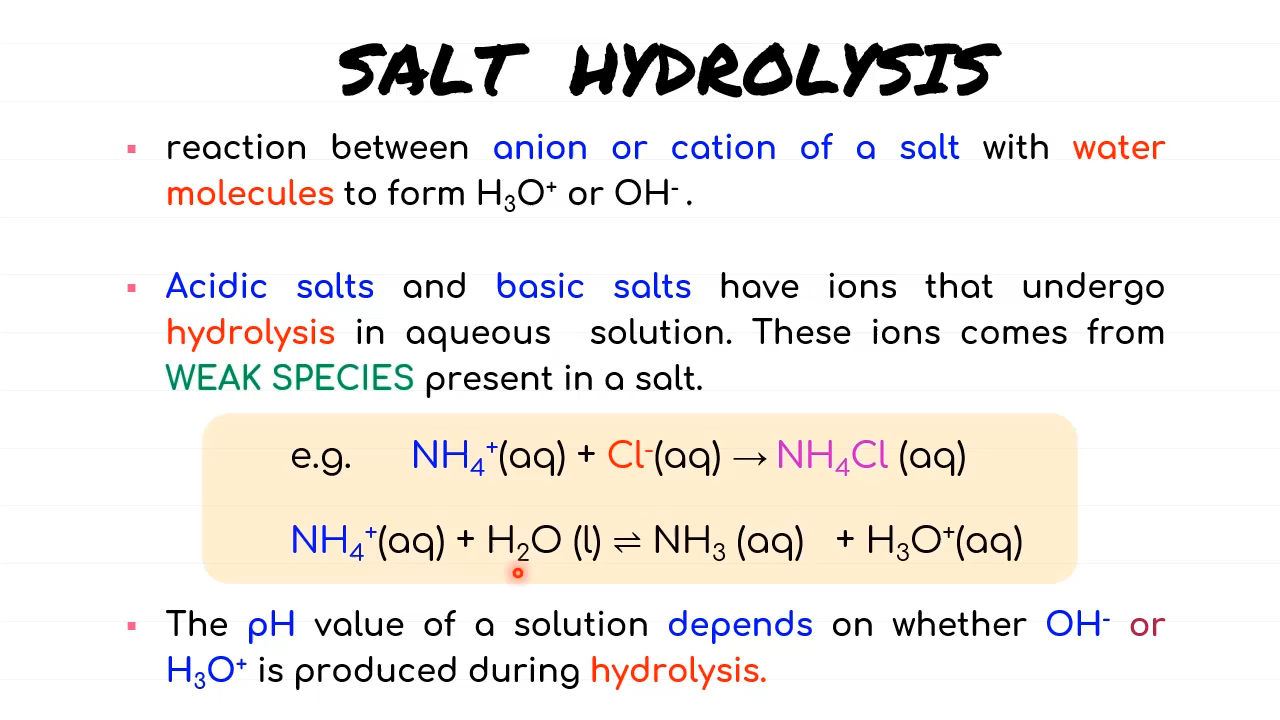 SALT HYDROLYSIS
▪ reaction between anion or cation of a salt with water
molecules to form H₃O⁺ or OH⁻ .
▪ Acidic salts and basic salts have ions that undergo
hydrolysis in aqueous solution. These ions comes from
WEAK SPECIES present in a salt.
e.g. NH₄⁺(aq) + Cl⁻(aq) → NH₄Cl (aq)
NH₄⁺(aq) + H₂O (l) ⇌ NH₃ (aq) + H₃O⁺(aq)
▪ The pH value of a solution depends on whether OH⁻ or
H₃O⁺ is produced during hydrolysis.